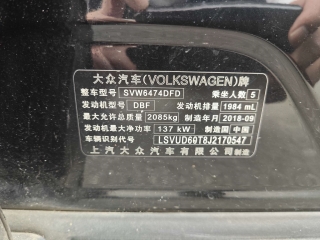 大众汽车(VOLKSWAGEN)牌
整车型号 SVW6474DFD 乘坐人数 5
发动机型号 DBF 发动机排量 1984 mL
最大允许总质量 2085kg 制造年月 2018-09
发动机最大净功率 137 kW 制造国 中国
车辆识别代号 LSVUD60T8J2170547
上汽大众汽车有限公司制造